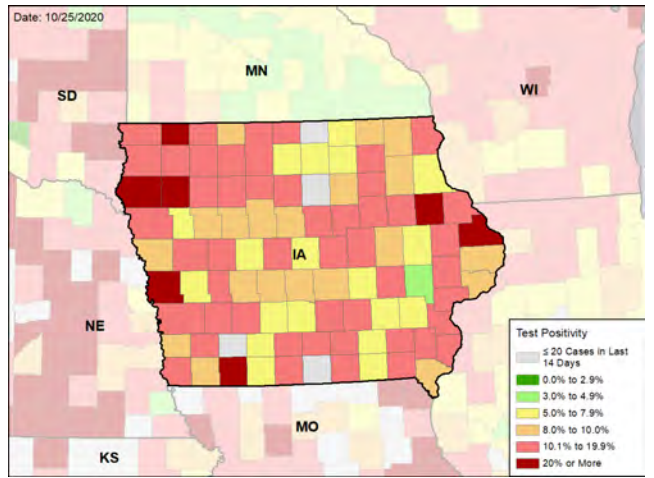 Date: 10/25/2020
MN
SD
WI
IA
NE
MO
KS
Test Positivity
≤ 20 Cases in Last
14 Days
0.0% to 2.9%
3.0% to 4.9%
5.0% to 7.9%
8.0% to 10.0%
10.1% to 19.9%
20% or More